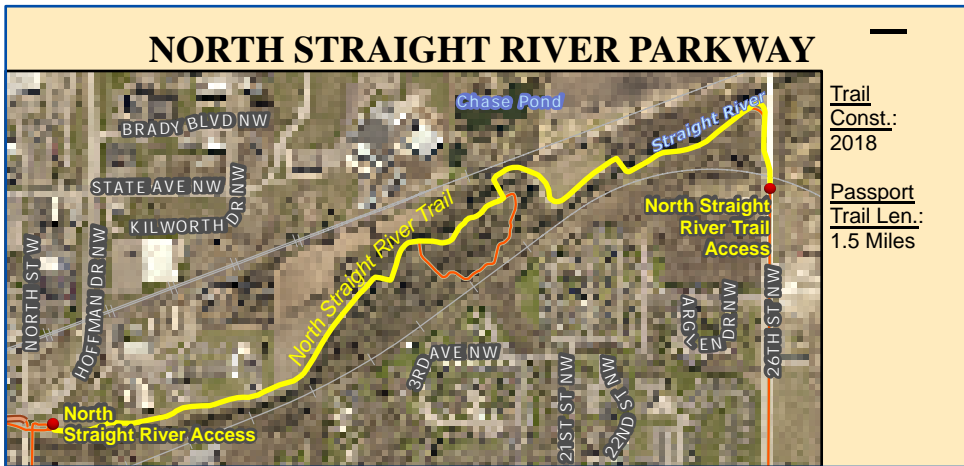 NORTH STRAIGHT RIVER PARKWAY
Chase Pond
BRADY BLVD NW
Straight River
STATE AVE NW
KILWORTH DR NW
NORTH ST W
HOFFMAN DR NW
North Straight River Trail
North Straight
River Trail
Access
ARGLEN DR NW
26TH ST NW
3RD AVE NW
21ST ST NW
22ND ST NW
North
Straight River Access
Trail
Const.:
2018
Passport
Trail Len.:
1.5 Miles